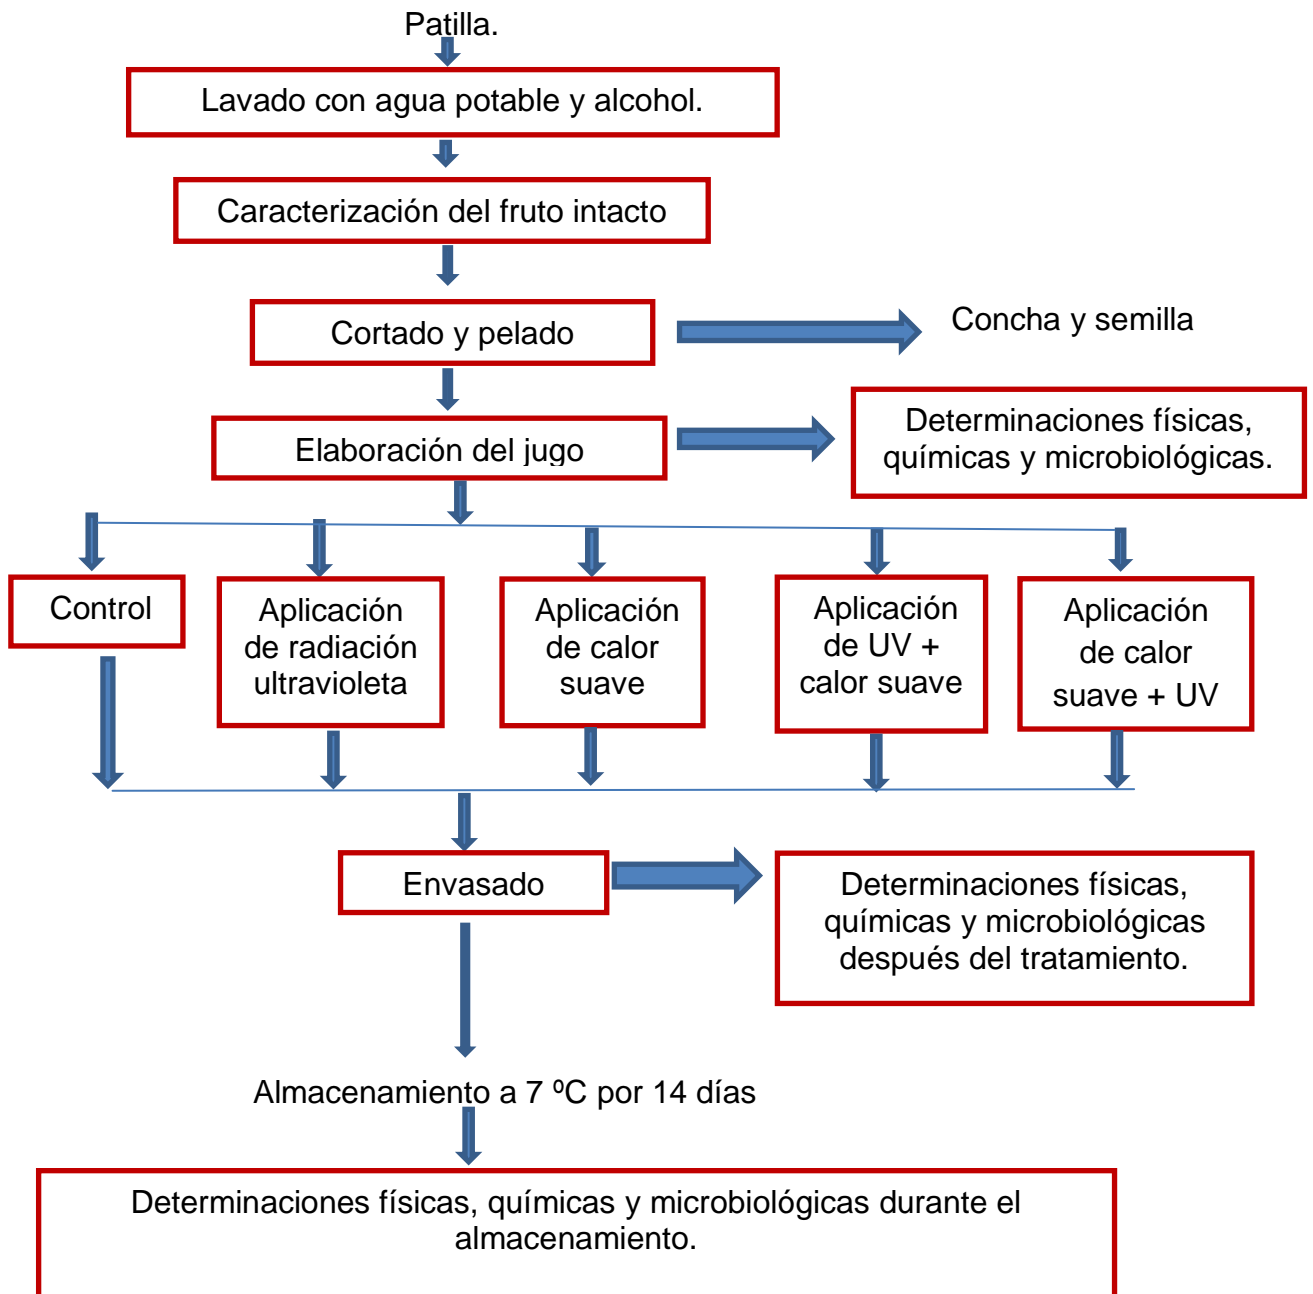 Patilla.
Lavado con agua potable y alcohol.
Caracterización del fruto intacto
Cortado y pelado
Concha y semilla
Elaboración del jugo
Determinaciones físicas,
químicas y microbiológicas.
Control
Aplicación
de radiación
ultravioleta
Aplicación
de calor
suave
Aplicación
de UV +
calor suave
Aplicación
de calor
suave + UV
Envasado
Determinaciones físicas,
químicas y microbiológicas
después del tratamiento.
Almacenamiento a 7 ºC por 14 días
Determinaciones físicas, químicas y microbiológicas durante el
almacenamiento.